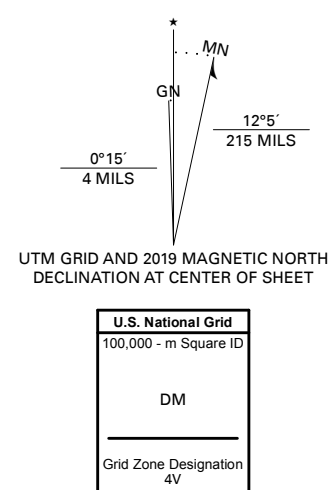 ★
MN
GN
12°5´
215 MILS
0°15´
4 MILS
UTM GRID AND 2019 MAGNETIC NORTH
DECLINATION AT CENTER OF SHEET
U.S. National Grid
100,000 - m Square ID
DM
Grid Zone Designation
4V